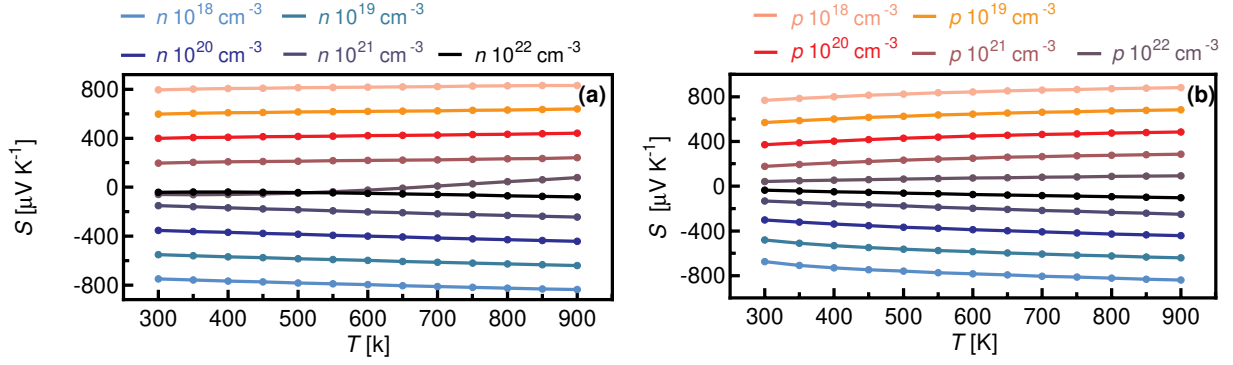 n 10^18 cm^-3 n 10^19 cm^-3
n 10^20 cm^-3 n 10^21 cm^-3 n 10^22 cm^-3
800
400
0
-400
-800
S [µV K^-1]
(a)
300 400 500 600 700 800 900
T [k]
p 10^18 cm^-3 p 10^19 cm^-3
p 10^20 cm^-3 p 10^21 cm^-3 p 10^22 cm^-3
800
400
0
-400
-800
S [µV K^-1]
(b)
300 400 500 600 700 800 900
T [K]